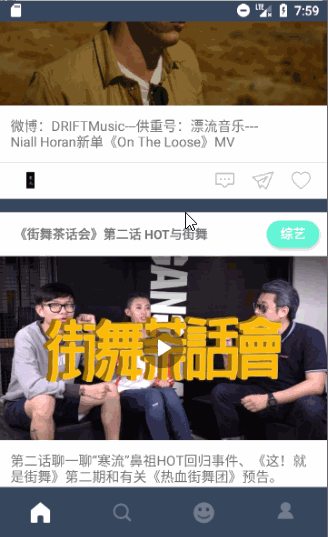 LTE 7:59
微博：DRIFTMusic---供重号：漂流音乐---
Niall Horan新单《On The Loose》MV
《街舞茶话会》第二话 HOT与街舞
综艺
街舞茶話會
第二话聊一聊“寒流”鼻祖HOT回归事件、《这！就
是街舞》第二期和有关《热血街舞团》预告。